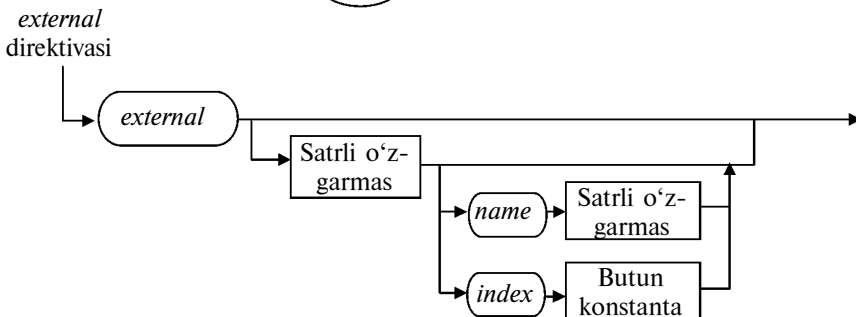 external
direktivasi
external
Satrli o‘z-
garmas
name
Satrli o‘z-
garmas
index
Butun
konstanta